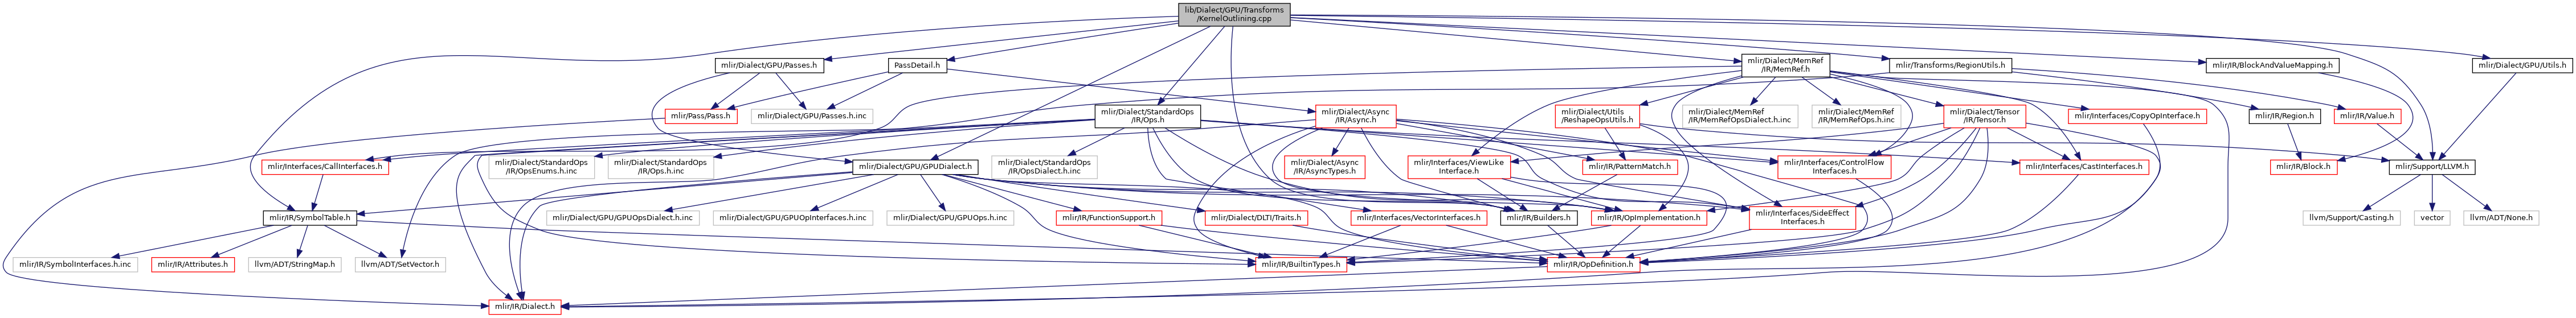 lib/Dialect/GPU/Transforms
/KernelOutlining.cpp
mlir/Dialect/GPU/Passes.h
PassDetail.h
mlir/Dialect/MemRef
/IR/MemRef.h
mlir/Transforms/RegionUtils.h
mlir/IR/BlockAndValueMapping.h
mlir/Dialect/GPU/Utils.h
mlir/Pass/Pass.h
mlir/Dialect/GPU/Passes.h.inc
mlir/Dialect/StandardOps
/IR/Ops.h
mlir/Dialect/Async
/IR/Async.h
mlir/Dialect/Utils
/ReshapeOpsUtils.h
mlir/Dialect/MemRef
/IR/MemRefOpsDialect.h.inc
mlir/Dialect/MemRef
/IR/MemRefOps.h.inc
mlir/Dialect/Tensor
/IR/Tensor.h
mlir/Interfaces/CopyOpInterface.h
mlir/IR/Region.h
mlir/IR/Value.h
mlir/Interfaces/CallInterfaces.h
mlir/Dialect/StandardOps
/IR/OpsEnums.h.inc
mlir/Dialect/StandardOps
/IR/Ops.h.inc
mlir/Dialect/GPU/GPUDialect.h
mlir/Dialect/StandardOps
/IR/OpsDialect.h.inc
mlir/Dialect/Async
/IR/AsyncTypes.h
mlir/Interfaces/ViewLike
Interface.h
mlir/IR/PatternMatch.h
mlir/Interfaces/ControlFlow
Interfaces.h
mlir/Interfaces/CastInterfaces.h
mlir/IR/Block.h
mlir/Support/LLVM.h
mlir/IR/SymbolTable.h
mlir/Dialect/GPU/GPUOpsDialect.h.inc
mlir/Dialect/GPU/GPUOpInterfaces.h.inc
mlir/Dialect/GPU/GPUOps.h.inc
mlir/IR/FunctionSupport.h
mlir/Dialect/DLTI/Traits.h
mlir/Interfaces/VectorInterfaces.h
mlir/IR/Builders.h
mlir/IR/OpImplementation.h
mlir/Interfaces/SideEffect
Interfaces.h
llvm/Support/Casting.h
vector
llvm/ADT/None.h
mlir/IR/SymbolInterfaces.h.inc
mlir/IR/Attributes.h
llvm/ADT/StringMap.h
llvm/ADT/SetVector.h
mlir/IR/BuiltinTypes.h
mlir/IR/OpDefinition.h
mlir/IR/Dialect.h